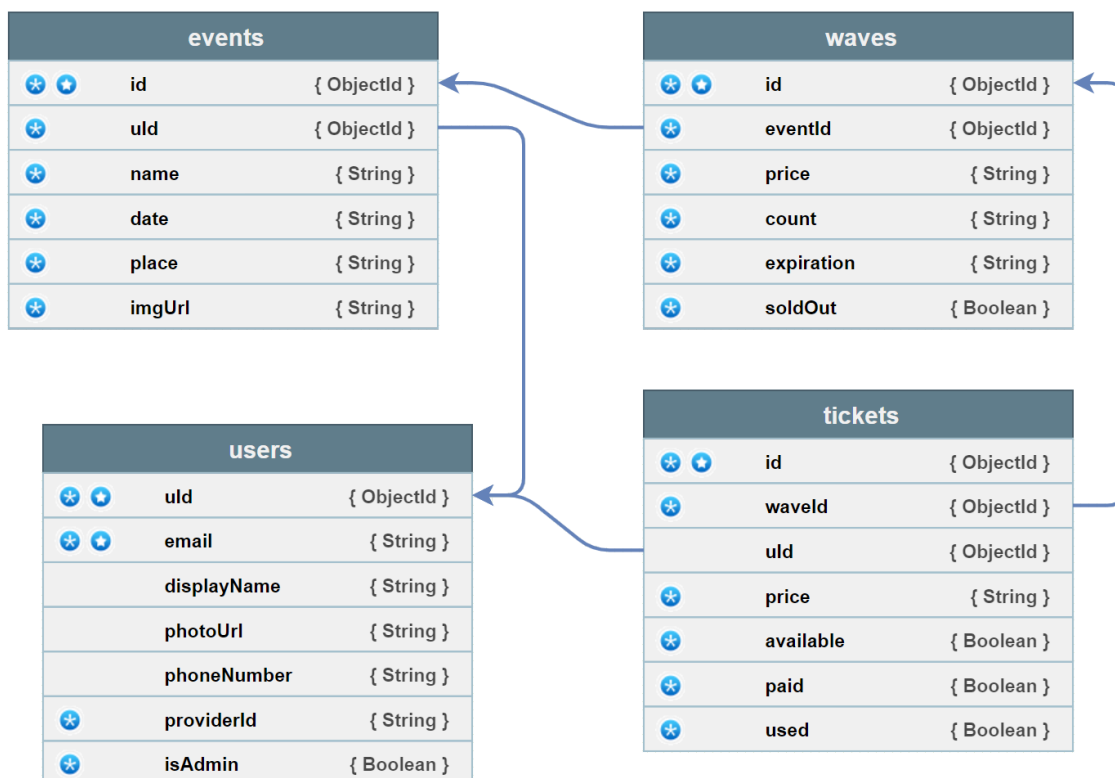 events
id { ObjectId }
uId { ObjectId }
name { String }
date { String }
place { String }
imgUrl { String }
waves
id { ObjectId }
eventId { ObjectId }
price { String }
count { String }
expiration { String }
soldOut { Boolean }
users
uId { ObjectId }
email { String }
displayName { String }
photoUrl { String }
phoneNumber { String }
providerId { String }
isAdmin { Boolean }
tickets
id { ObjectId }
waveId { ObjectId }
uId { ObjectId }
price { String }
available { Boolean }
paid { Boolean }
used { Boolean }